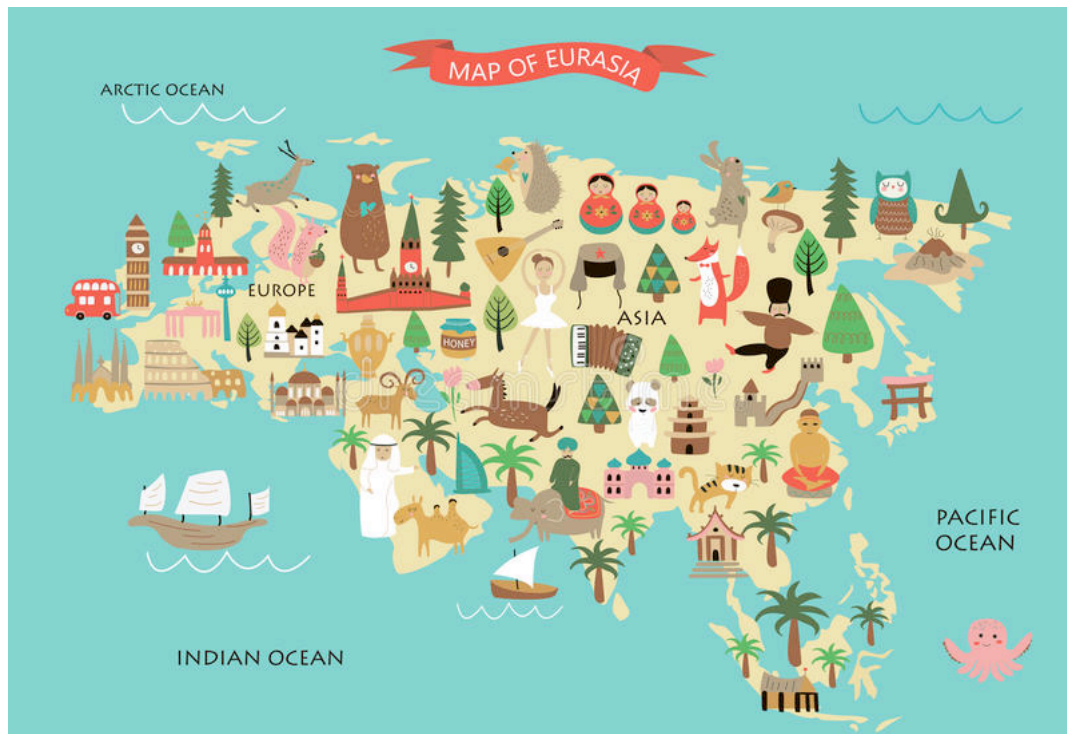 MAP OF EURASIA
ARCTIC OCEAN
EUROPE
ASIA
HONEY
PACIFIC
OCEAN
INDIAN OCEAN